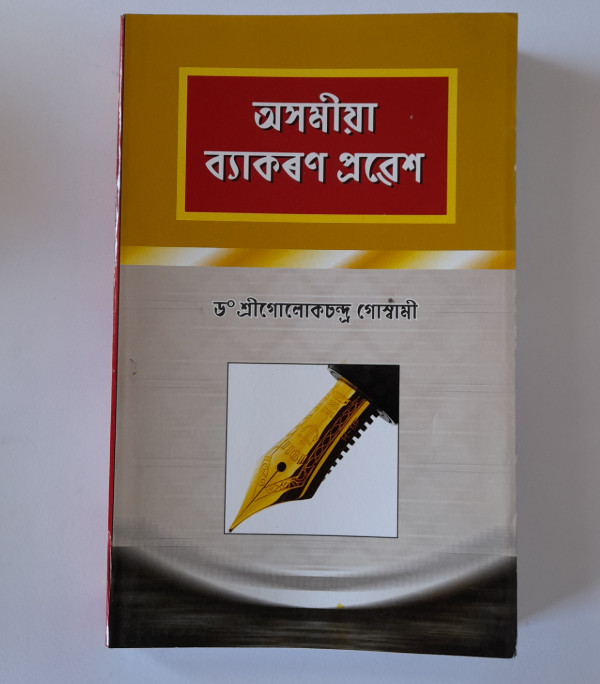 অসমীয়া
ব্যাকৰণ প্ৰৱেশ
ড° শ্ৰীগোলোকচন্দ্ৰ গোস্বামী